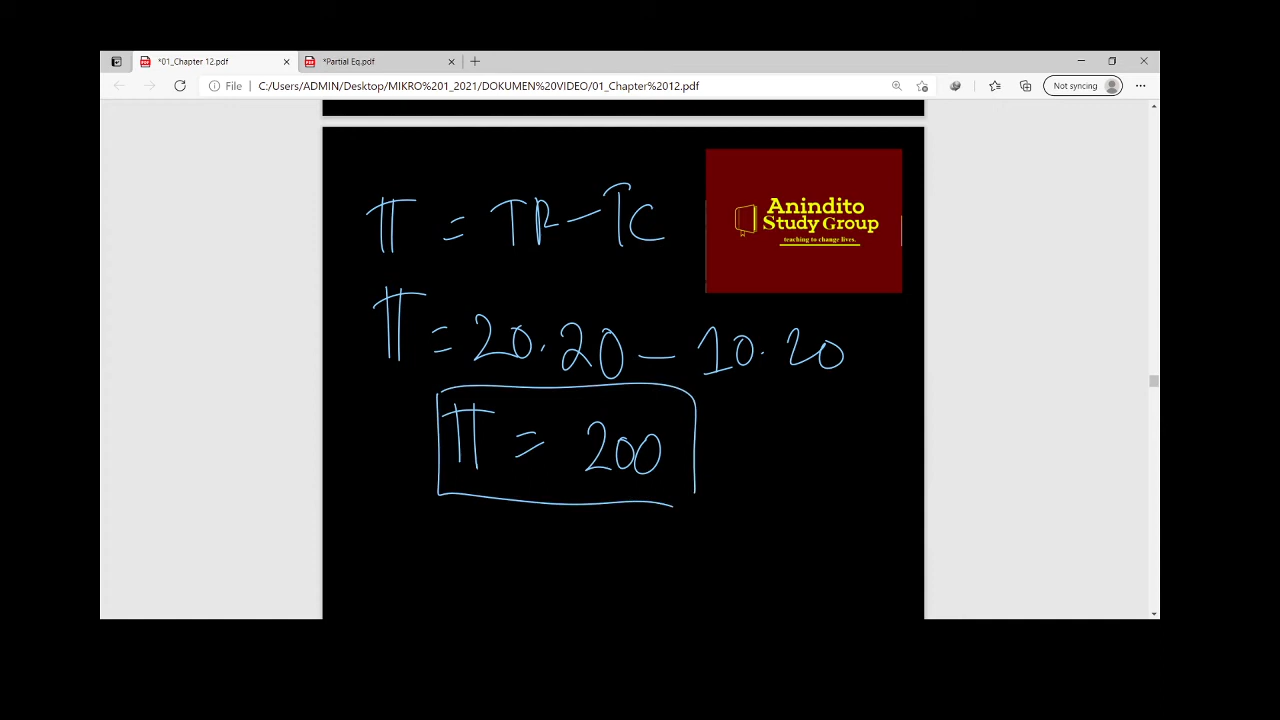 *01_Chapter 12.pdf
*Partial Eq.pdf
File
C:/Users/ADMIN/Desktop/MIKRO%201_2021/DOKUMEN%20VIDEO/01_Chapter%2012.pdf
Not syncing
π = TR - TC
Anindito
Study Group
teaching to change lives.
π = 20.20 - 10.20
π = 200